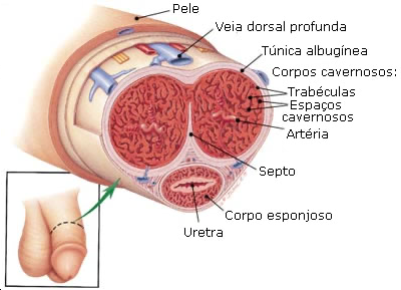 Pele
Veia dorsal profunda
Túnica albugínea
Corpos cavernosos:
Trabéculas
Espaços
cavernosos
Artéria
Septo
Corpo esponjoso
Uretra